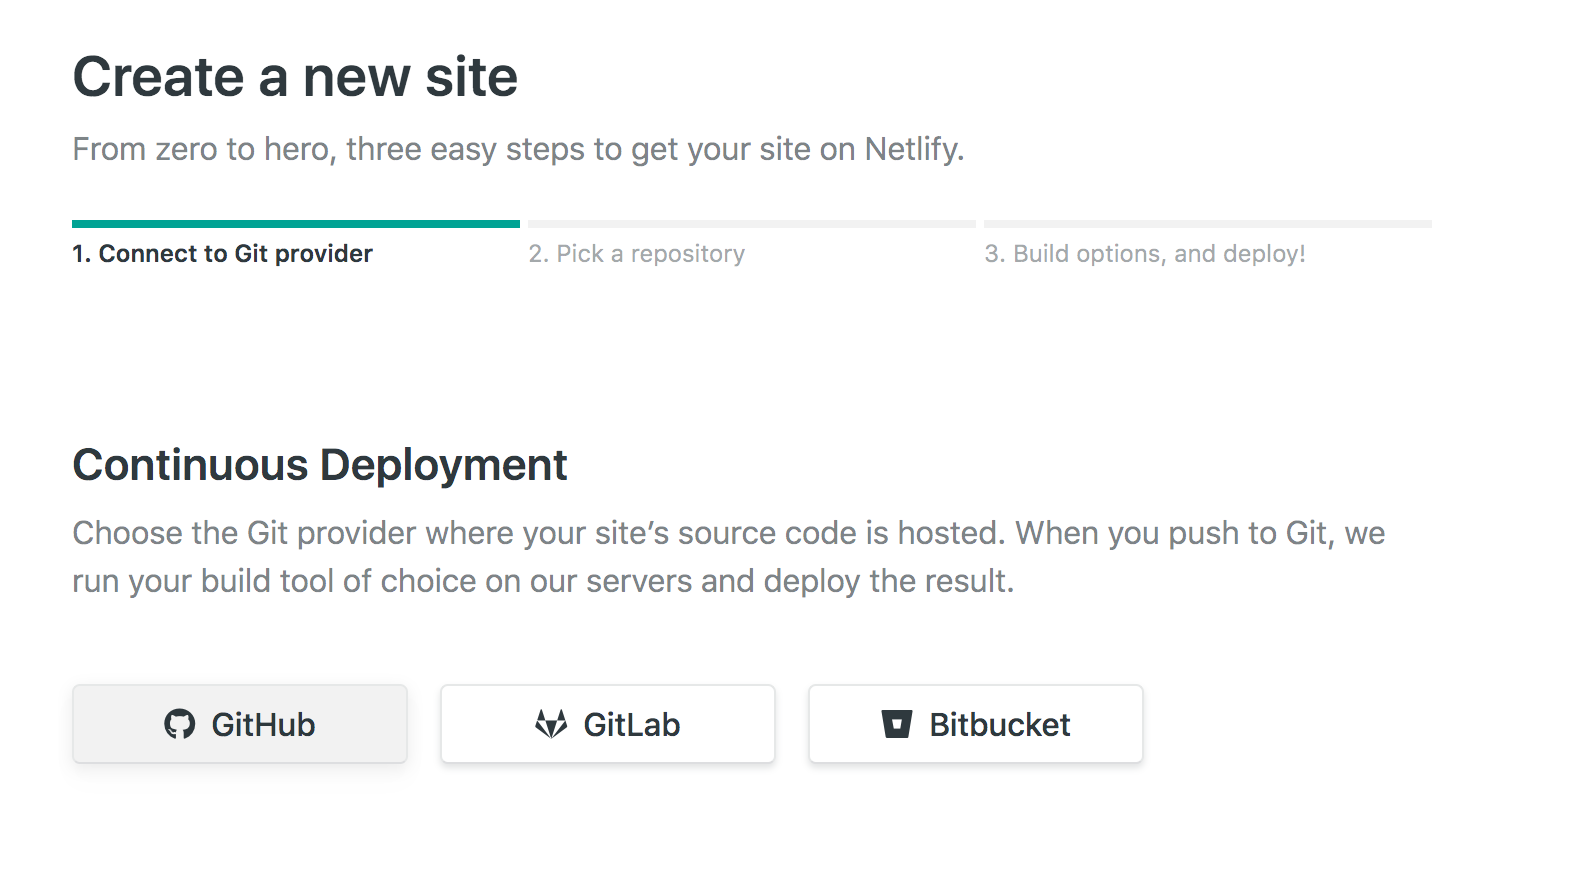 Create a new site
From zero to hero, three easy steps to get your site on Netlify.
1. Connect to Git provider
2. Pick a repository
3. Build options, and deploy!
Continuous Deployment
Choose the Git provider where your site’s source code is hosted. When you push to Git, we
run your build tool of choice on our servers and deploy the result.
GitHub
GitLab
Bitbucket